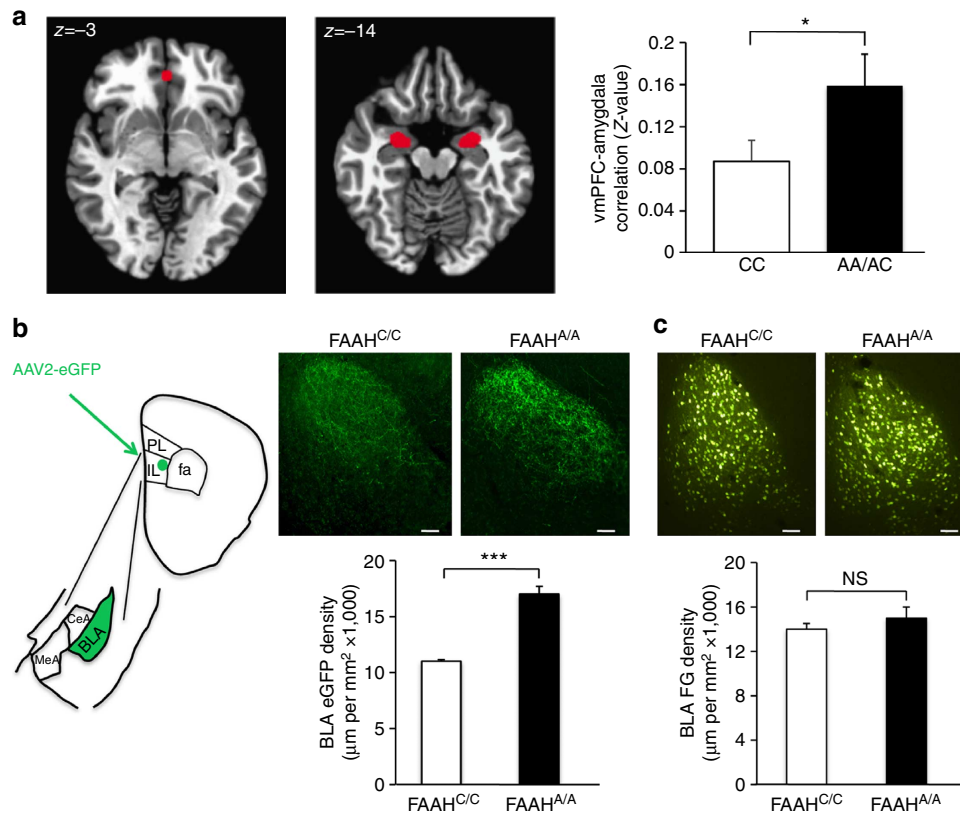 a
z=–3
z=–14
*
vmPFC-amygdala
correlation (Z-value)
0.2
0.16
0.12
0.08
0.04
0
CC
AA/AC
b
AAV2-eGFP
PL
IL
fa
CeA
BLA
MeA
FAAH^C/C
FAAH^A/A
***
BLA eGFP density
(μm per mm² ×1,000)
20
15
10
5
0
FAAH^C/C
FAAH^A/A
c
FAAH^C/C
FAAH^A/A
NS
BLA FG density
(μm per mm² ×1,000)
20
16
12
8
4
0
FAAH^C/C
FAAH^A/A